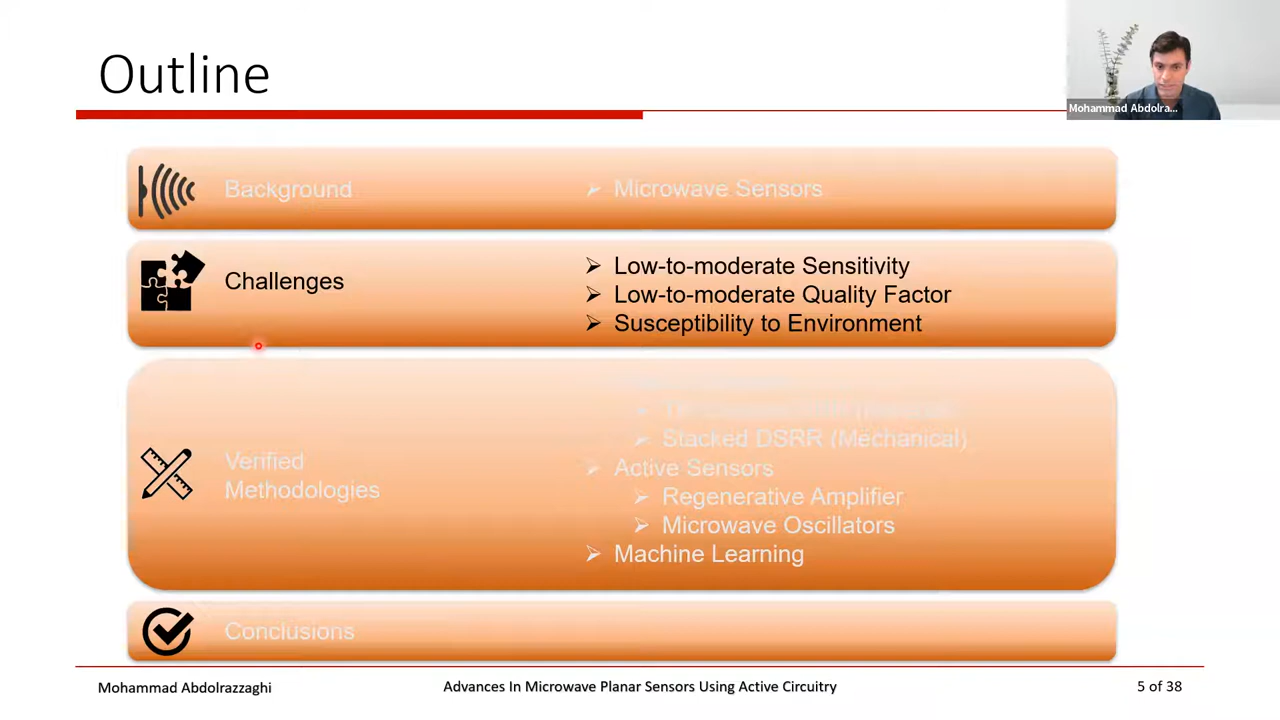 Outline
Mohammad Abdolra...
Background
Microwave Sensors
Challenges
Low-to-moderate Sensitivity
Low-to-moderate Quality Factor
Susceptibility to Environment
Verified
Methodologies
Stacked DSRR (Mechanical)
Active Sensors
Regenerative Amplifier
Microwave Oscillators
Machine Learning
Conclusions
Mohammad Abdolrazzaghi
Advances In Microwave Planar Sensors Using Active Circuitry
5 of 38